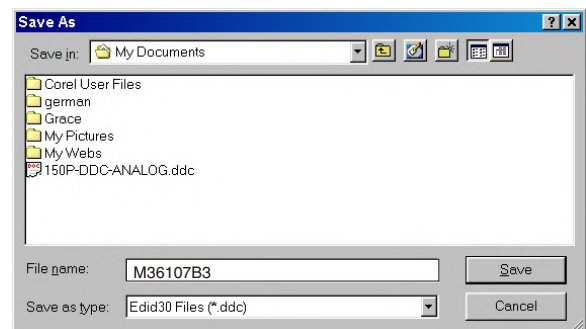 Save As
Save in: My Documents
Corel User Files
german
Grace
My Pictures
My Webs
150P-DDC-ANALOG.ddc
File name: M36107B3 Save
Save as type: Edid30 Files (*.ddc) Cancel